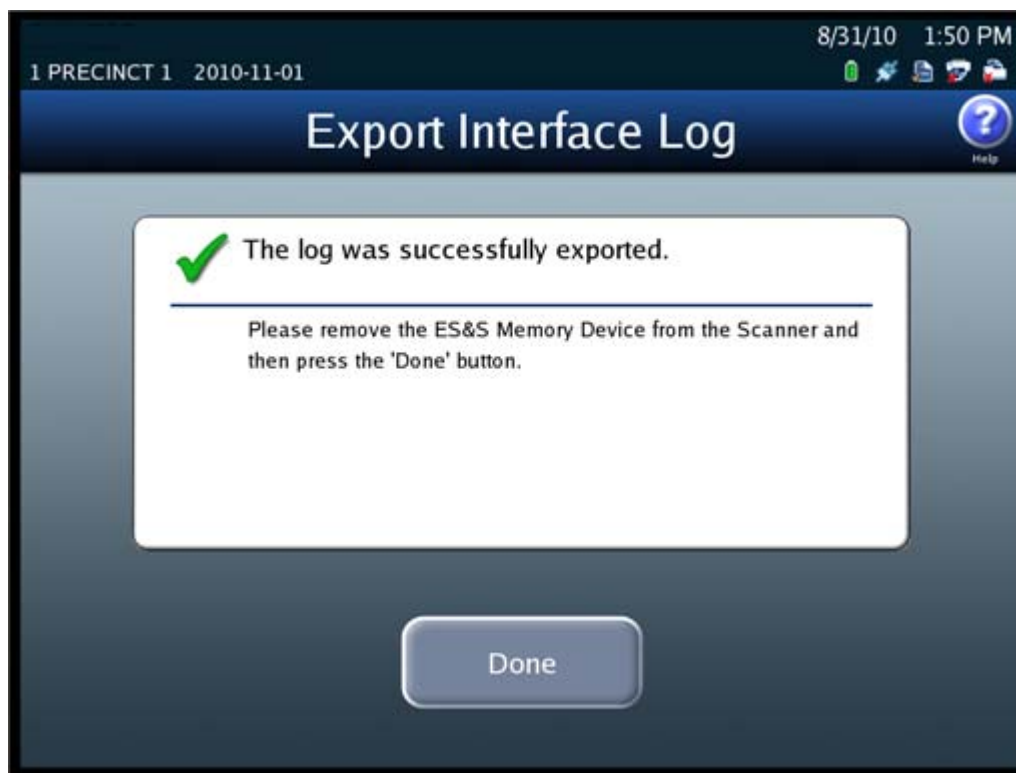 8/31/10 1:50 PM
1 PRECINCT 1 2010-11-01
Export Interface Log
Help
The log was successfully exported.
Please remove the ES&S Memory Device from the Scanner and
then press the 'Done' button.
Done